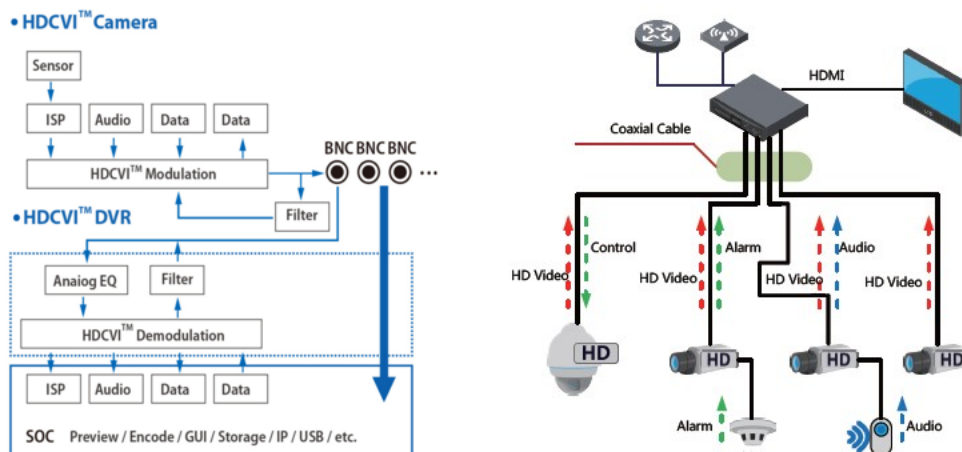 • HDCVI™ Camera
Sensor
ISP Audio Data Data
BNC BNC BNC
HDCVI™ Modulation
...
Filter
• HDCVI™ DVR
Anaiog EQ Filter
HDCVI™ Demodulation
ISP Audio Data Data
SOC Preview / Encode / GUI / Storage / IP / USB / etc.
HDMI
Coaxial Cable
Control Alarm Audio
HD Video HD Video HD Video HD Video
HD HD HD HD
Alarm Audio